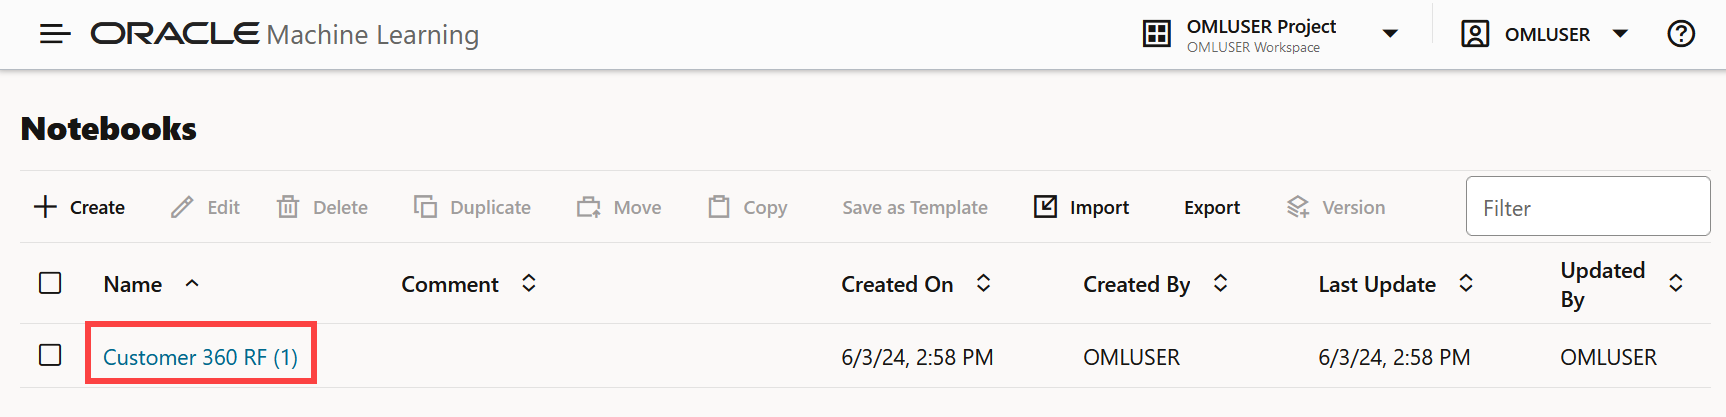 ORACLE Machine Learning
OMLUSER Project
OMLUSER Workspace
OMLUSER
Notebooks
Create Edit Delete Duplicate Move Copy Save as Template Import Export Version Filter
Name Comment Created On Created By Last Update Updated By
Customer 360 RF (1) 6/3/24, 2:58 PM OMLUSER 6/3/24, 2:58 PM OMLUSER